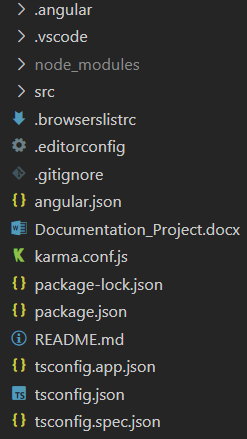 .angular
.vscode
node_modules
src
.browserslistrc
.editorconfig
.gitignore
angular.json
Documentation_Project.docx
karma.conf.js
package-lock.json
package.json
README.md
tsconfig.app.json
tsconfig.json
tsconfig.spec.json